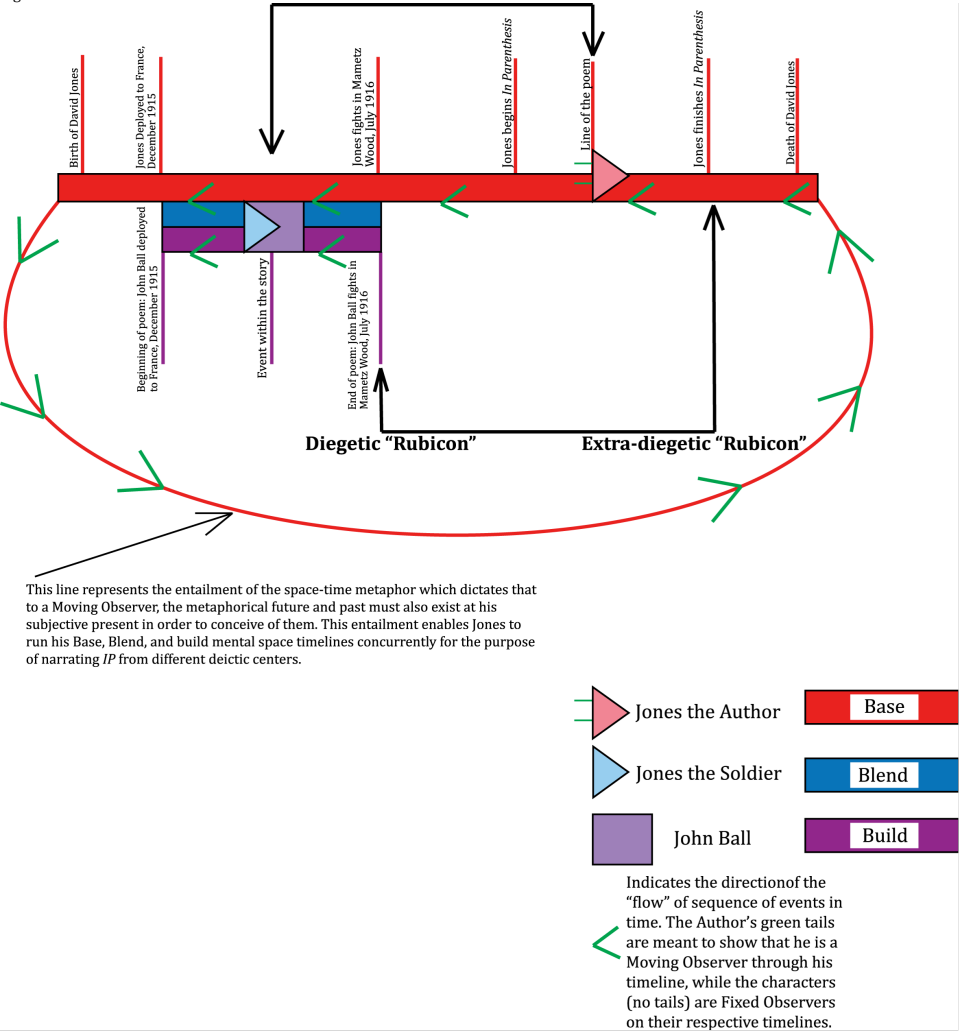 Birth of David Jones
Jones Deployed to France,
December 1915
Jones fights in Mametz
Wood, July 1916
Jones begins In Parenthesis
Line of the poem
Jones finishes In Parenthesis
Death of David Jones
Beginning of poem: John Ball deployed
to France, December 1915
Event within the story
End of poem: John Ball fights in
Mametz Wood, July 1916
Diegetic “Rubicon”
Extra-diegetic “Rubicon”
This line represents the entailment of the space-time metaphor which dictates that
to a Moving Observer, the metaphorical future and past must also exist at his
subjective present in order to conceive of them. This entailment enables Jones to
run his Base, Blend, and build mental space timelines concurrently for the purpose
of narrating IP from different deictic centers.
Jones the Author
Base
Jones the Soldier
Blend
John Ball
Build
Indicates the directionof the
“flow” of sequence of events in
time. The Author’s green tails
are meant to show that he is a
Moving Observer through his
timeline, while the characters
(no tails) are Fixed Observers
on their respective timelines.